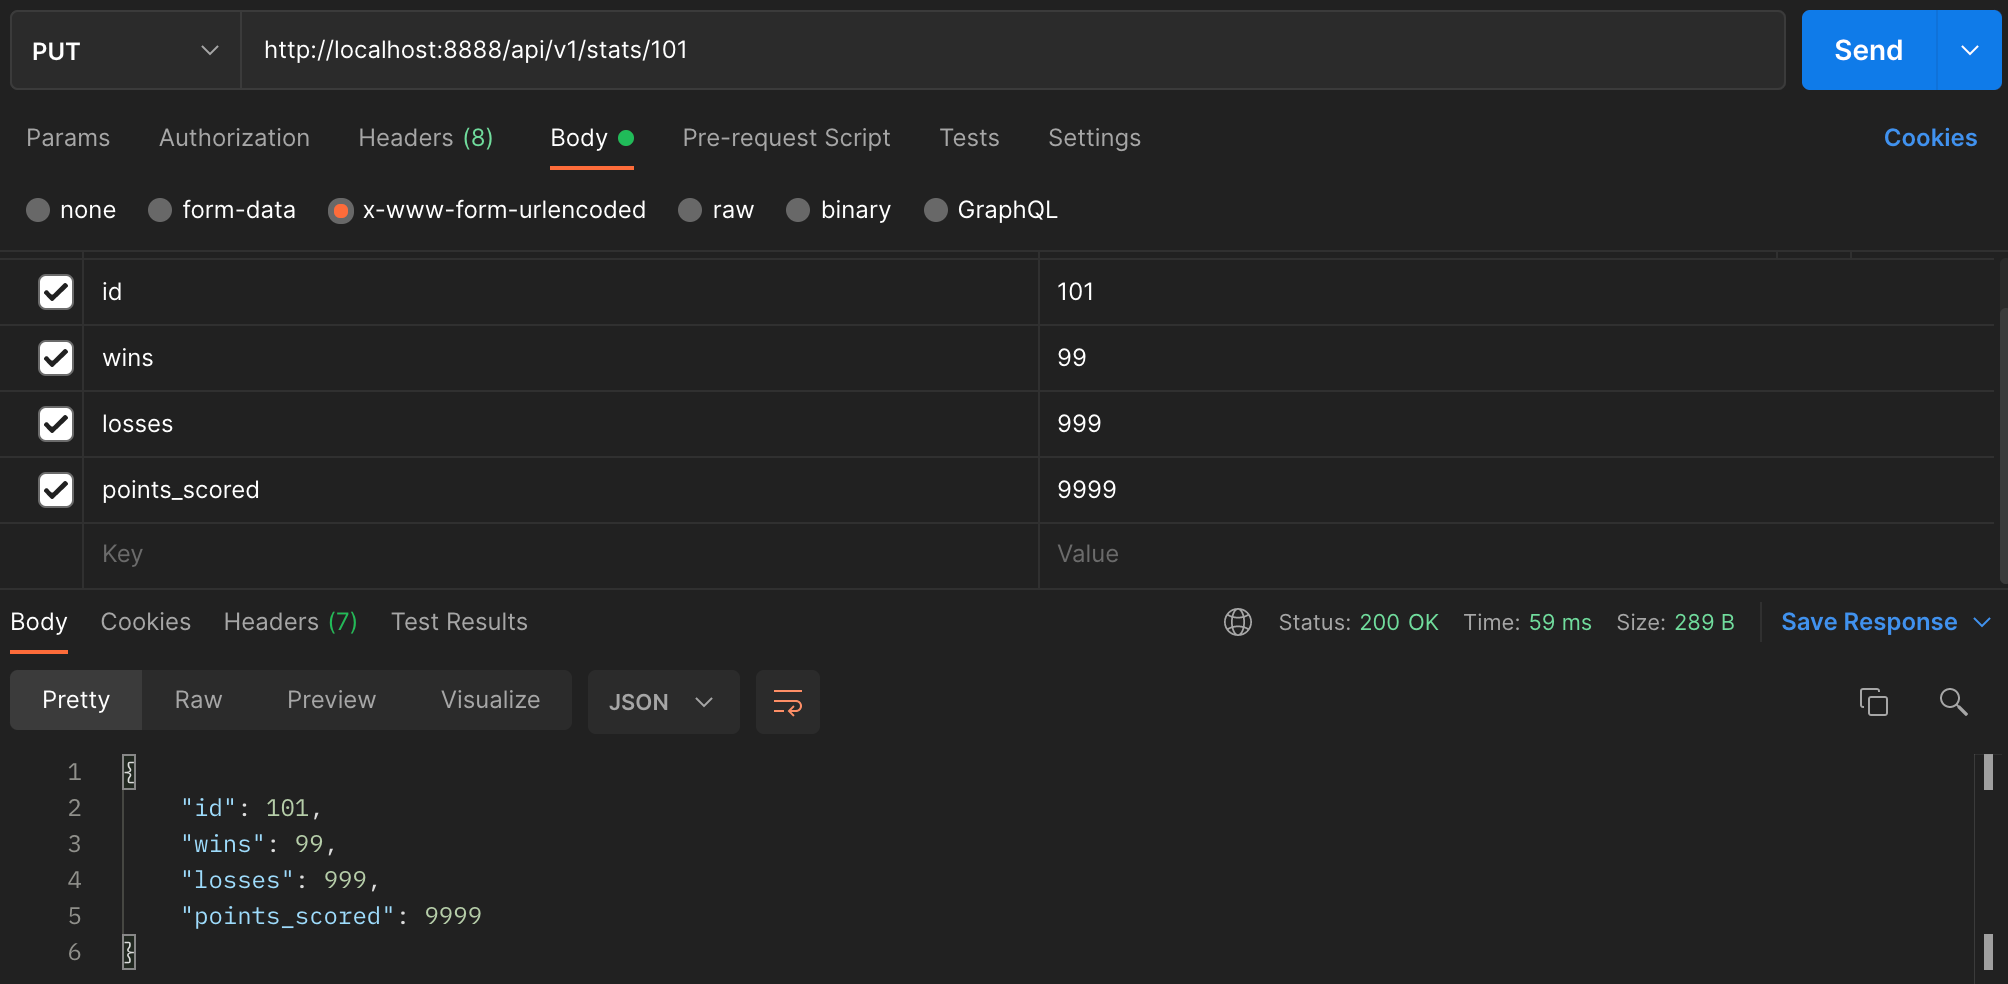 PUT http://localhost:8888/api/v1/stats/101 Send
Params Authorization Headers (8) Body Pre-request Script Tests Settings Cookies
none form-data x-www-form-urlencoded raw binary GraphQL
id 101
wins 99
losses 999
points_scored 9999
Key Value
Body Cookies Headers (7) Test Results Status: 200 OK Time: 59 ms Size: 289 B Save Response
Pretty Raw Preview Visualize JSON
1 {
2 "id": 101,
3 "wins": 99,
4 "losses": 999,
5 "points_scored": 9999
6 }